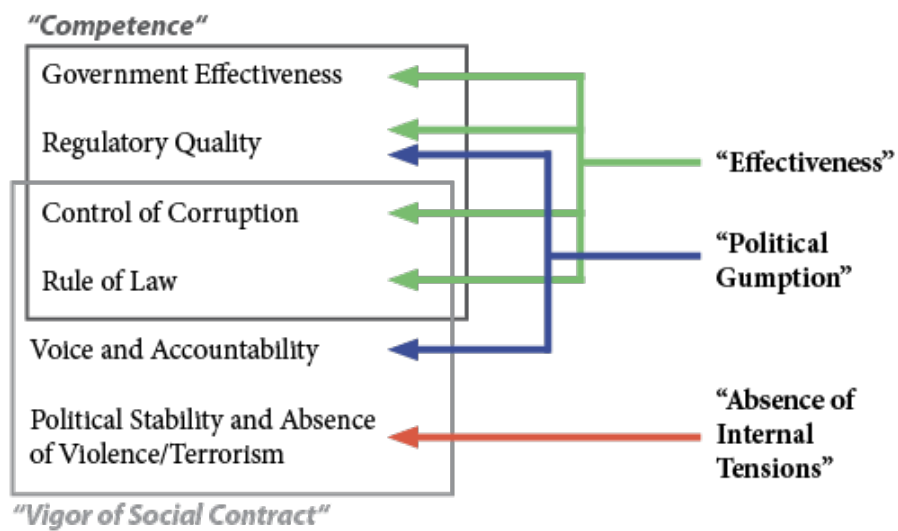 “Competence“
Government Effectiveness
Regulatory Quality
Control of Corruption
Rule of Law
Voice and Accountability
Political Stability and Absence
of Violence/Terrorism
“Vigor of Social Contract“
“Effectiveness”
“Political
Gumption”
“Absence of
Internal
Tensions”